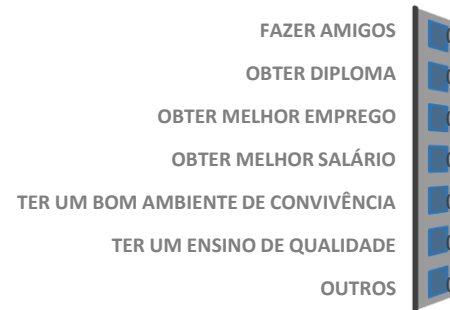 FAZER AMIGOS
OBTER DIPLOMA
OBTER MELHOR EMPREGO
OBTER MELHOR SALÁRIO
TER UM BOM AMBIENTE DE CONVIVÊNCIA
TER UM ENSINO DE QUALIDADE
OUTROS